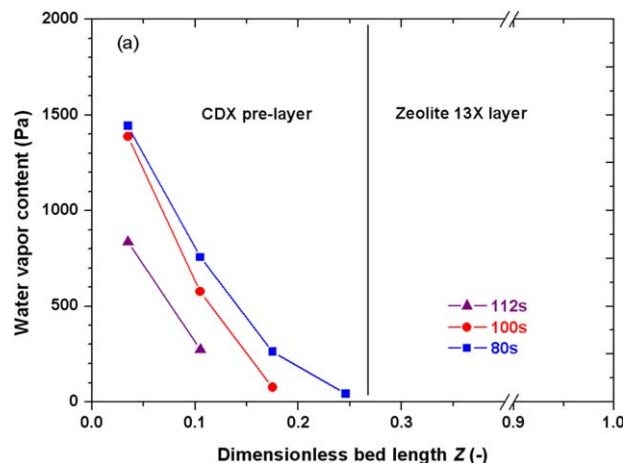 (a)
2000
1500
1000
500
0
Water vapor content (Pa)
CDX pre-layer
Zeolite 13X layer
112s
100s
80s
0.0 0.1 0.2 0.3 0.9 1.0
Dimensionless bed length Z (-)